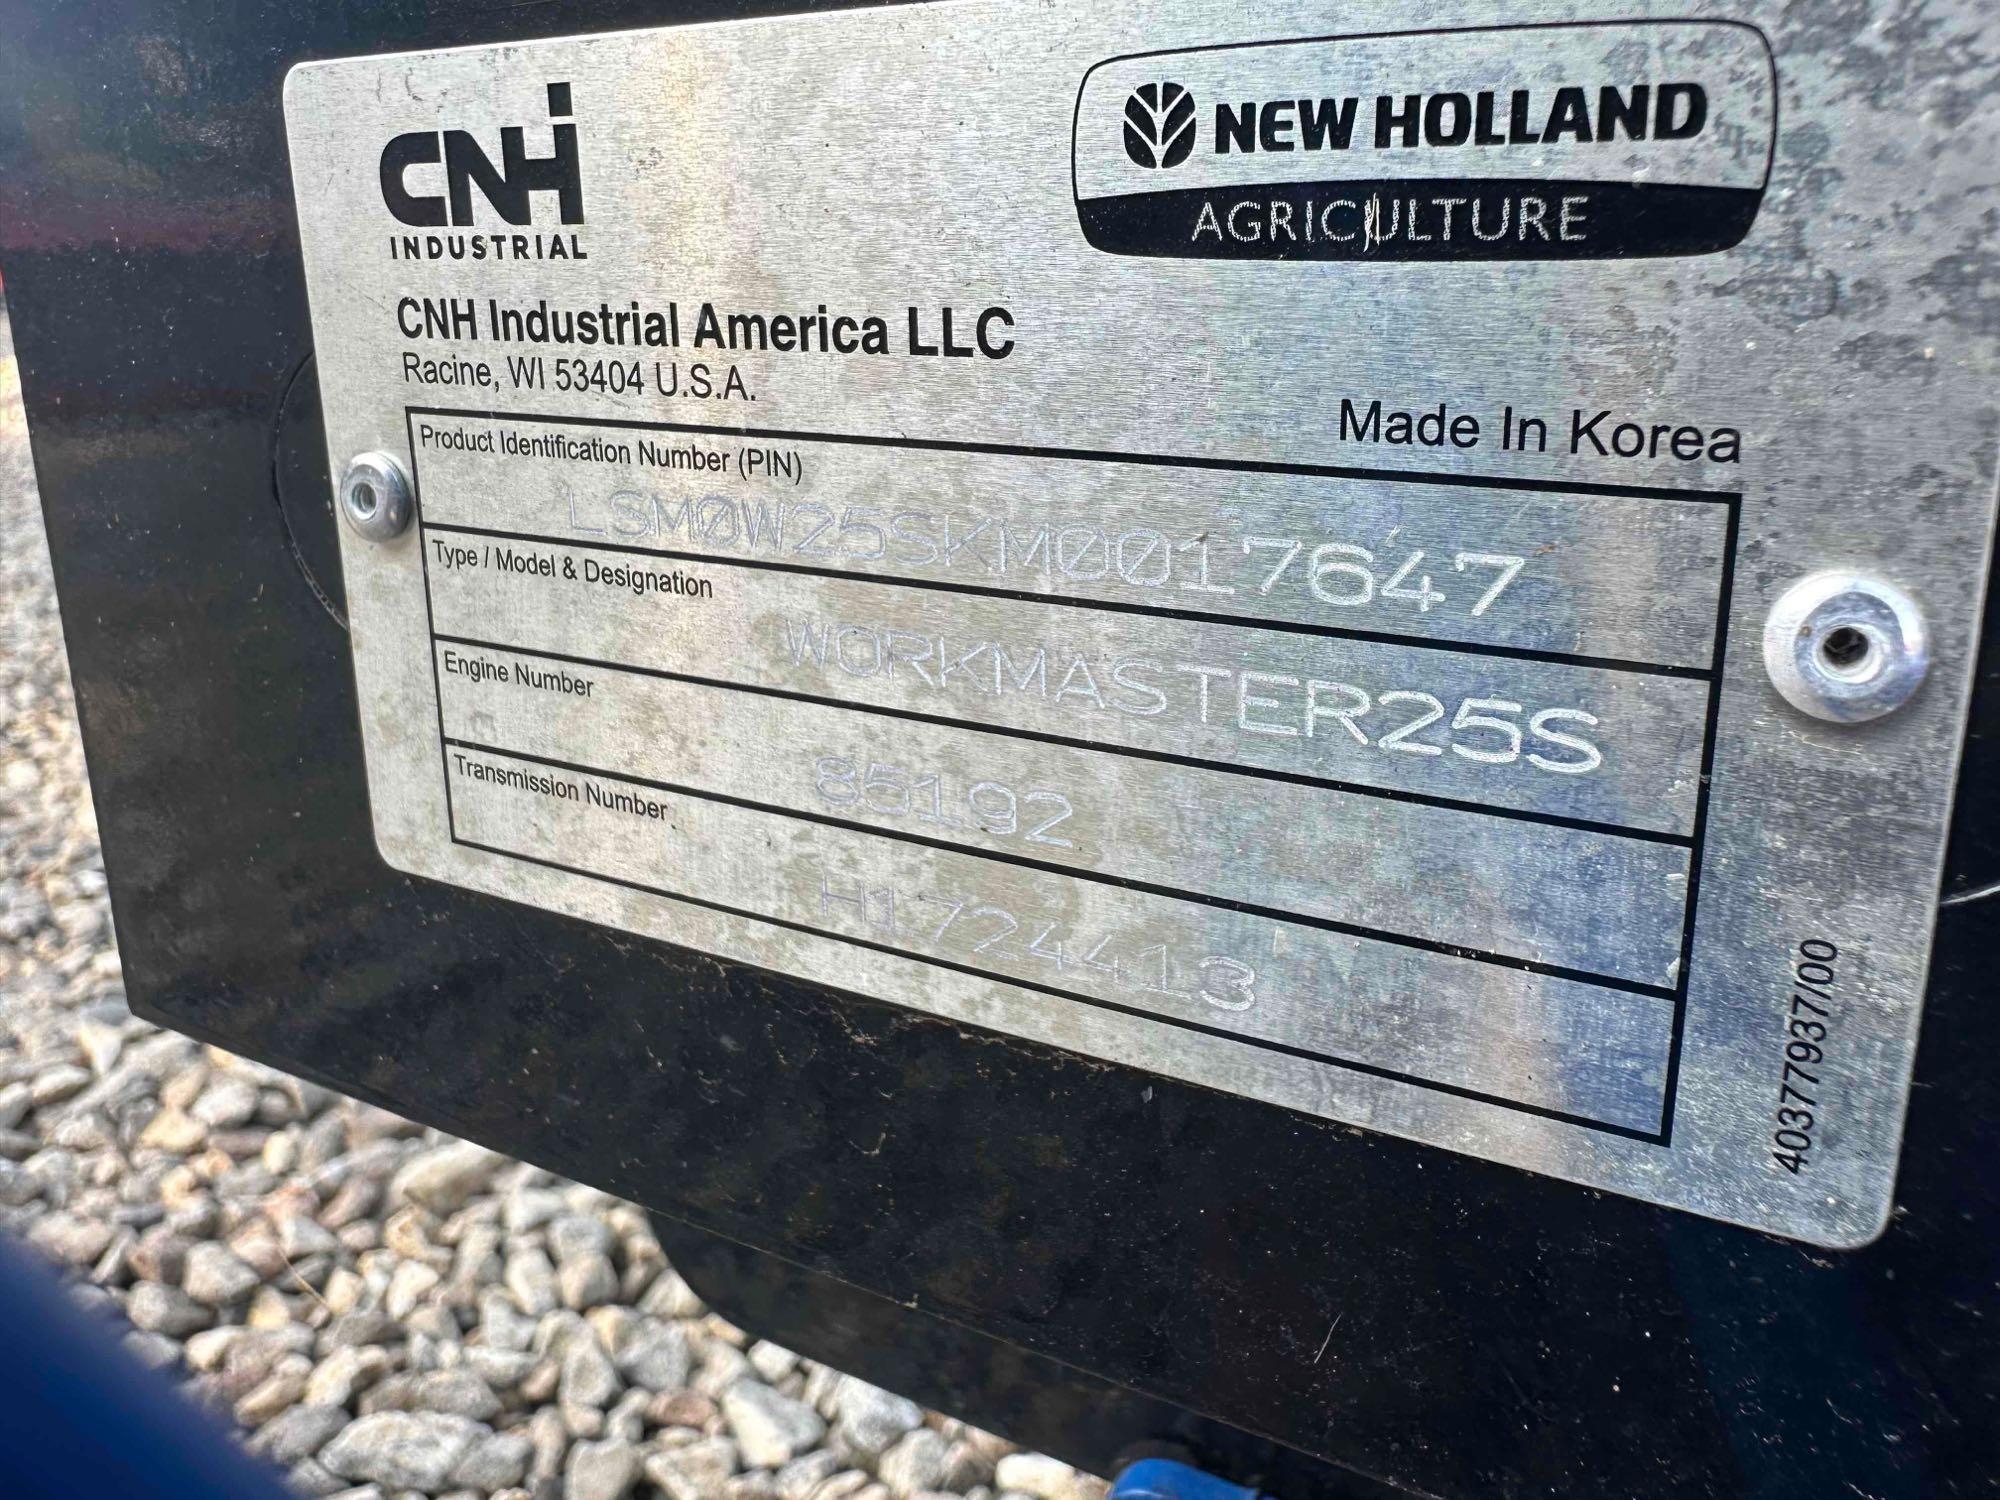 CNH
INDUSTRIAL
NEW HOLLAND
AGRICULTURE
CNH Industrial America LLC
Racine, WI 53404 U.S.A.
Made In Korea
Product Identification Number (PIN)
LSM0W25SKM0017647
Type / Model & Designation
WORKMASTER25S
Engine Number
85192
Transmission Number
H1724413
40377937/00